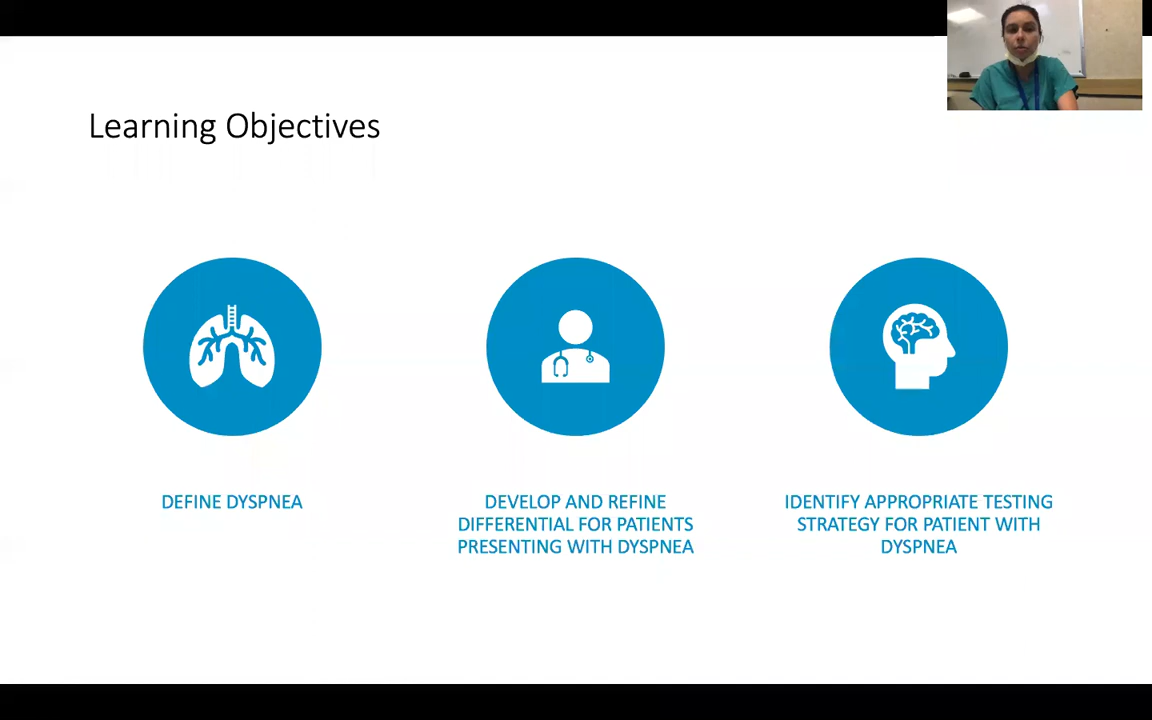 Learning Objectives
DEFINE DYSPNEA
DEVELOP AND REFINE
DIFFERENTIAL FOR PATIENTS
PRESENTING WITH DYSPNEA
IDENTIFY APPROPRIATE TESTING
STRATEGY FOR PATIENT WITH
DYSPNEA